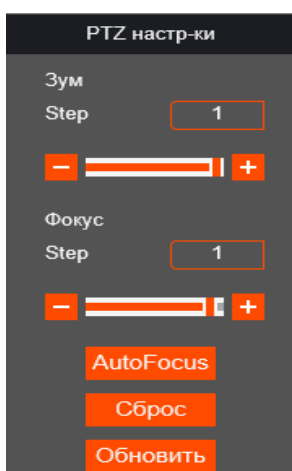 PTZ настр-ки
Зум
Step 1
− +
Фокус
Step 1
− +
AutoFocus
Сброс
Обновить